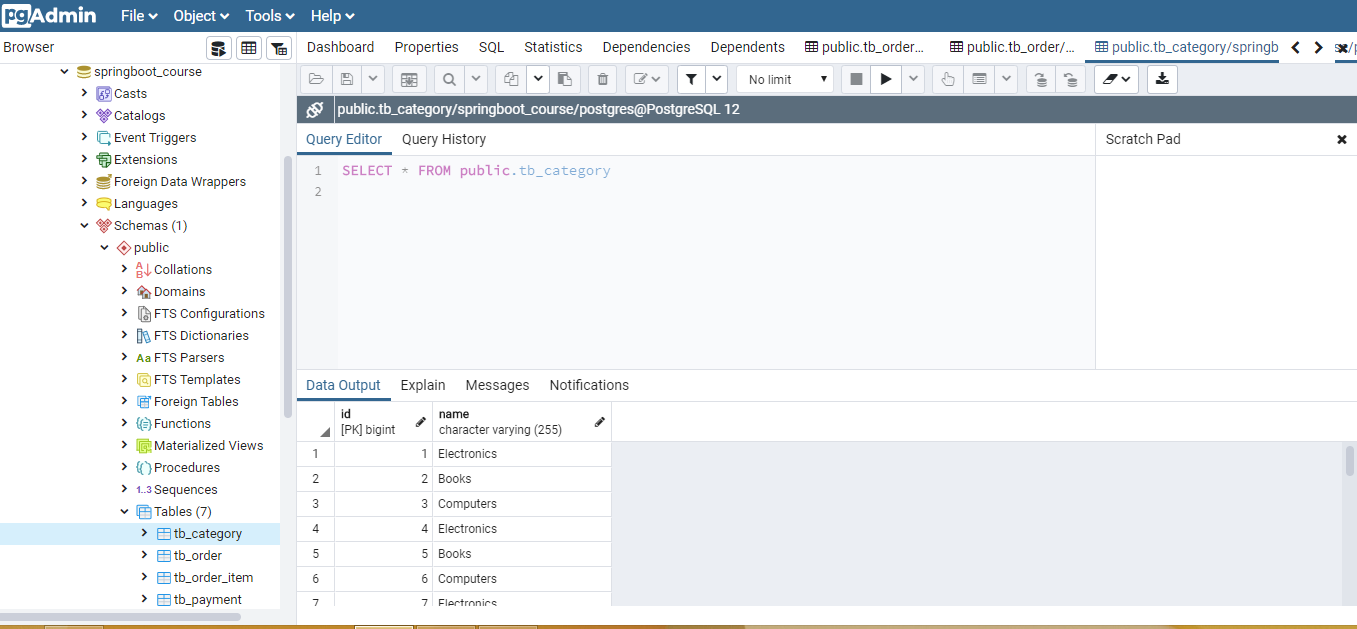 pgAdmin File Object Tools Help
Browser
Dashboard Properties SQL Statistics Dependencies Dependents public.tb_order... public.tb_order/... public.tb_category/springb
springboot_course
Casts
Catalogs
Event Triggers
Extensions
Foreign Data Wrappers
Languages
Schemas (1)
public
Collations
Domains
FTS Configurations
FTS Dictionaries
Aa FTS Parsers
FTS Templates
Foreign Tables
Functions
Materialized Views
Procedures
1..3 Sequences
Tables (7)
tb_category
tb_order
tb_order_item
tb_payment
No limit
public.tb_category/springboot_course/postgres@PostgreSQL 12
Query Editor Query History
Scratch Pad
1 SELECT * FROM public.tb_category
2
Data Output Explain Messages Notifications
id name
[PK] bigint character varying (255)
1 1 Electronics
2 2 Books
3 3 Computers
4 4 Electronics
5 5 Books
6 6 Computers
7 7 Electronics